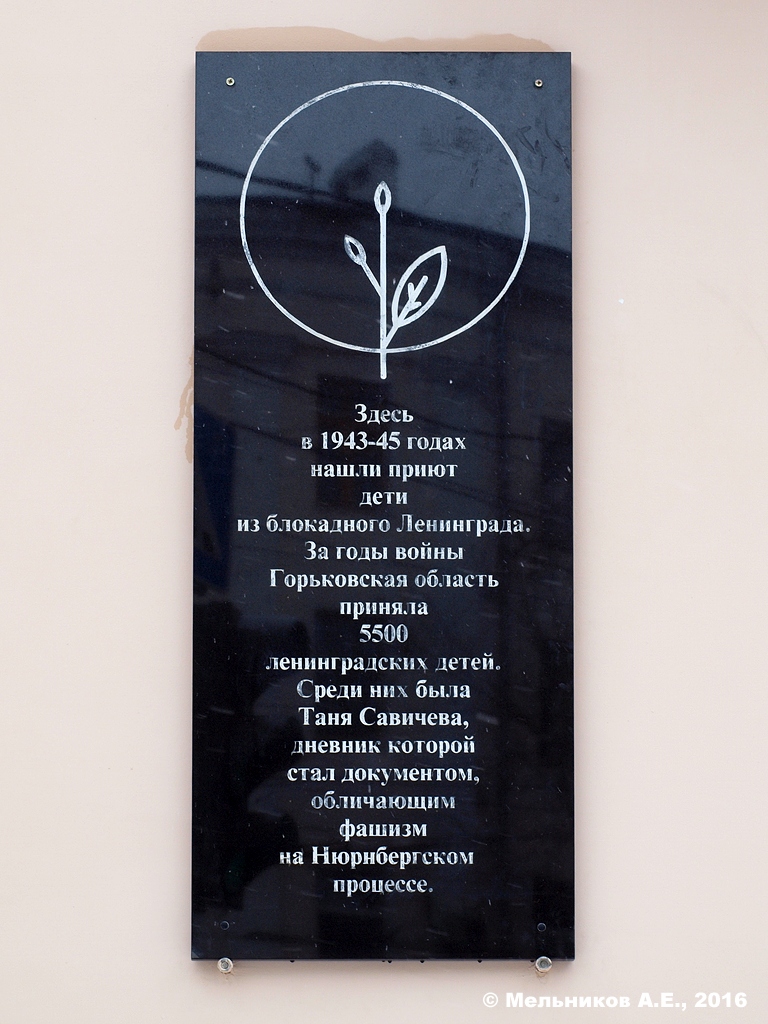 Здесь
в 1943-45 годах
нашли приют
дети
из блокадного Ленинграда.
За годы войны
Горьковская область
приняла
5500
ленинградских детей.
Среди них была
Таня Савичева,
дневник которой
стал документом,
обличающим
фашизм
на Нюрнбергском
процессе.
© Мельников А.Е., 2016